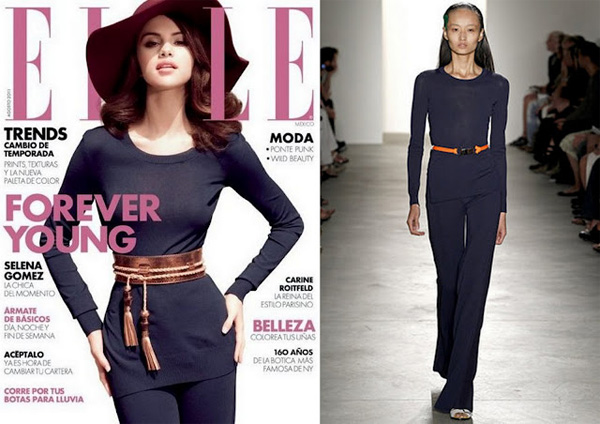 ELLE
MÉXICO
AGOSTO 2011
TRENDS
CAMBIO DE
TEMPORADA
PRINTS, TEXTURAS
Y LA NUEVA
PALETA DE COLOR
MODA
• PONTE PUNK
• WILD BEAUTY
FOREVER
YOUNG
SELENA
GOMEZ
LA CHICA
DEL MOMENTO
ÁRMATE
DE BÁSICOS
DÍA, NOCHE Y
FIN DE SEMANA
ACÉPTALO
YA ES HORA DE
CAMBIAR TU CARTERA
CORRE POR TUS
BOTAS PARA LLUVIA
CARINE
ROITFELD
LA REINA DEL
ESTILO PARISINO
BELLEZA
COLOREA TUS UÑAS
160 AÑOS
DE LA BOTICA MÁS
FAMOSA DE NY